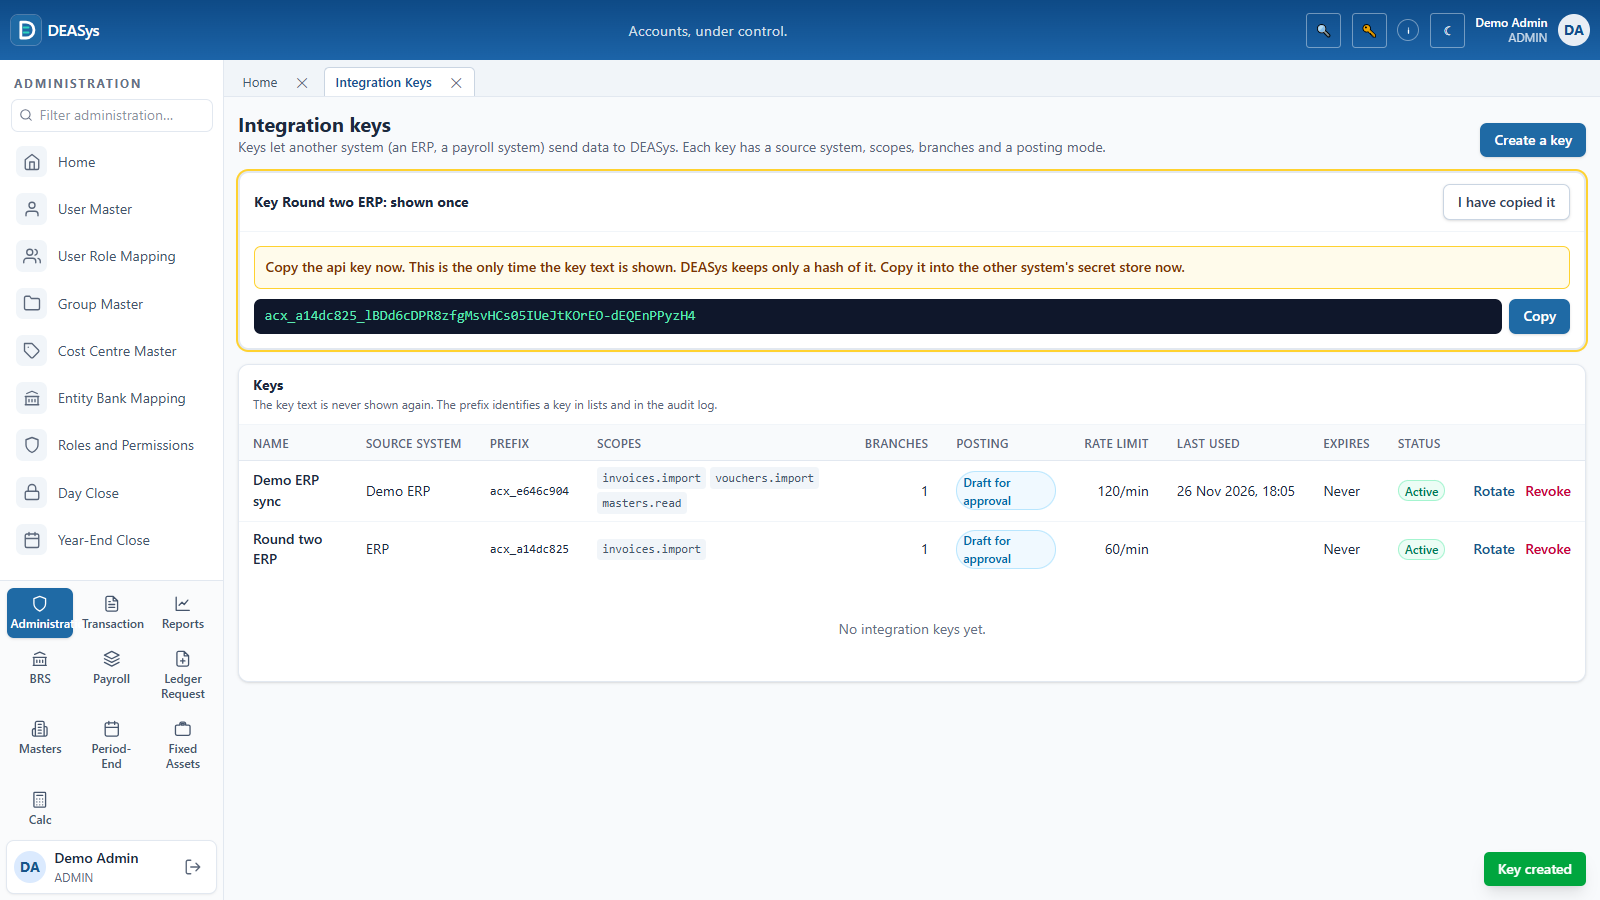 DEASys
Accounts, under control.
Demo Admin
ADMIN
DA
ADMINISTRATION
Filter administration...
Home
User Master
User Role Mapping
Group Master
Cost Centre Master
Entity Bank Mapping
Roles and Permissions
Day Close
Year-End Close
Administrat
Transaction
Reports
BRS
Payroll
Ledger Request
Masters
Period-End
Fixed Assets
Calc
DA
Demo Admin
ADMIN
Home
Integration Keys
Integration keys
Keys let another system (an ERP, a payroll system) send data to DEASys. Each key has a source system, scopes, branches and a posting mode.
Create a key
Key Round two ERP: shown once
I have copied it
Copy the api key now. This is the only time the key text is shown. DEASys keeps only a hash of it. Copy it into the other system's secret store now.
acx_a14dc825_lBDd6cDPR8zfgMsvHCs05IUeJtKOrEO-dEQEnPPyzH4
Copy
Keys
The key text is never shown again. The prefix identifies a key in lists and in the audit log.
NAME SOURCE SYSTEM PREFIX SCOPES BRANCHES POSTING RATE LIMIT LAST USED EXPIRES STATUS
Demo ERP sync Demo ERP acx_e646c904 invoices.import vouchers.import masters.read 1 Draft for approval 120/min 26 Nov 2026, 18:05 Never Active Rotate Revoke
Round two ERP ERP acx_a14dc825 invoices.import 1 Draft for approval 60/min Never Active Rotate Revoke
No integration keys yet.
Key created